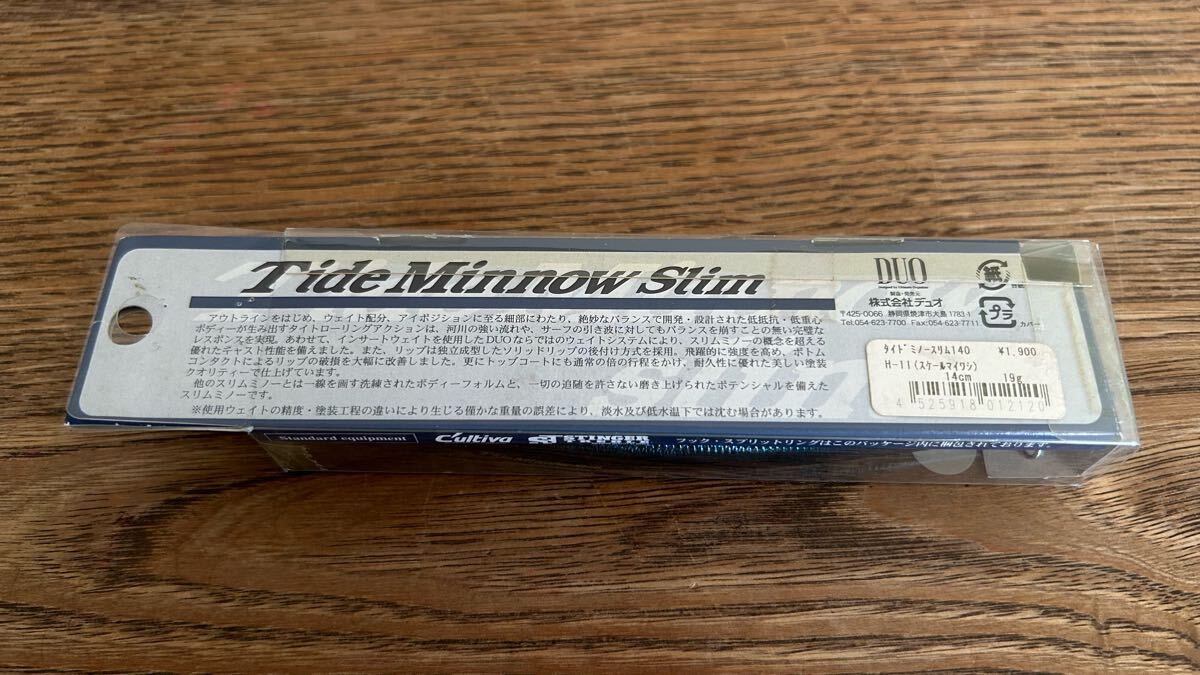 Tide Minnow Slim
アウトラインをはじめ、ウェイト配分、アイポジションに至る細部にわたり、絶妙なバランスで開発・設計された低抵抗・低重心
ボディーが生み出すタイトローリングアクションは、河川の強い流れや、サーフの引き波に対してもバランスを崩すことの無い完璧な
レスポンスを実現。あわせて、インサートウェイトを使用したDUOならではのウェイトシステムにより、スリムミノーの概念を超える
優れたキャスト性能を備えました。また、リップは独立成型したソリッドリップの後付け方式を採用。飛躍的に強度を高め、ボトム
コンタクトによるリップの破損を大幅に改善しました。更にトップコートにも通常の倍の行程をかけ、耐久性に優れた美しい塗装
クオリティーで仕上げています。
他のスリムミノーとは一線を画す洗練されたボディーフォルムと、一切の追随を許さない磨き上げられたポテンシャルを備えた
スリムミノーです。
※使用ウェイトの精度・塗装工程の違いにより生じる僅かな重量の誤差により、淡水及び低水温下では沈む場合があります。
DUO
製造・発売元
株式会社デュオ
〒425-0066 静岡県焼津市大島 1783-1
Tel:054-623-7700 Fax:054-623-7711
紙
プラ
カバー
タイドミノースリム140 ¥1,900
H-11(スケールマイワシ)
14cm 19g
4 525918 012120
Standard equipment
C'ultiva
STINGER
フック・スプリットリングはこのパッケージ内に梱包されております。